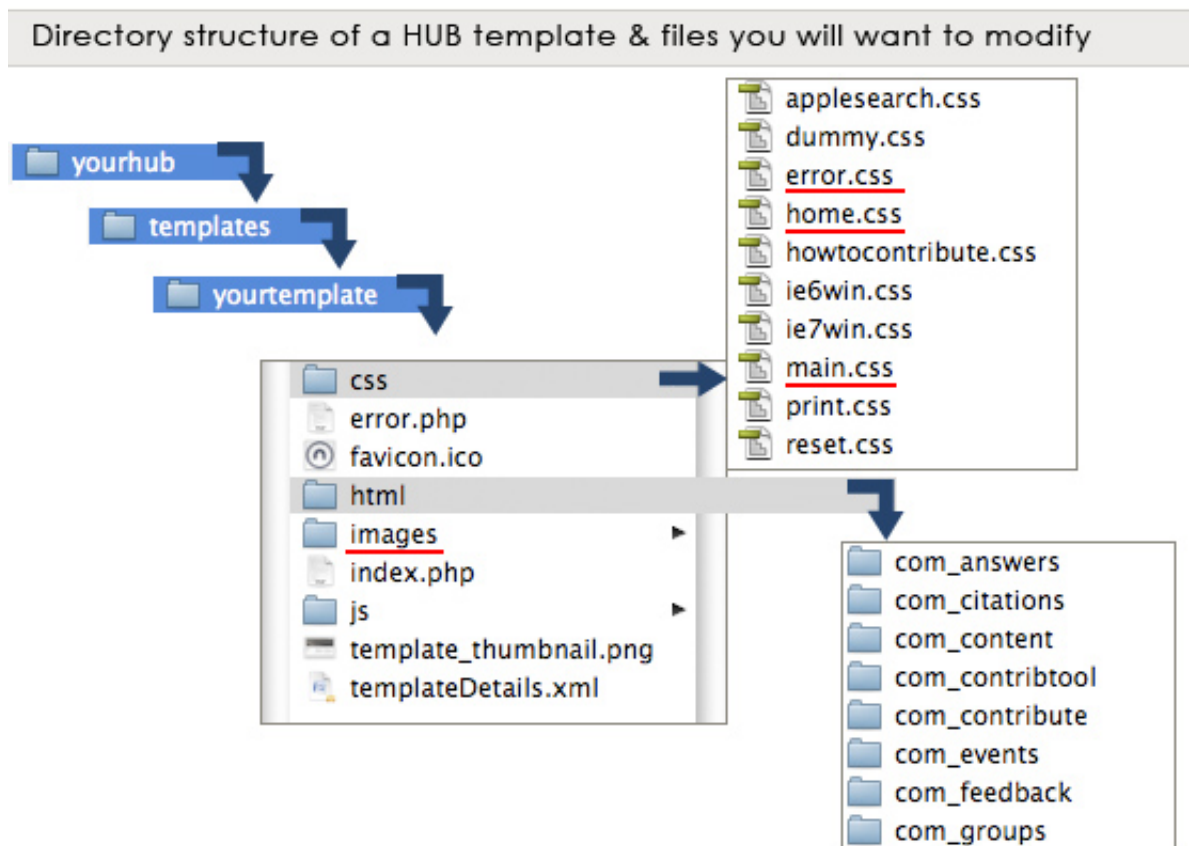 Directory structure of a HUB template & files you will want to modify
yourhub
templates
yourtemplate
css
error.php
favicon.ico
html
images
index.php
js
template_thumbnail.png
templateDetails.xml
applesearch.css
dummy.css
error.css
home.css
howtocontribute.css
ie6win.css
ie7win.css
main.css
print.css
reset.css
com_answers
com_citations
com_content
com_contribtool
com_contribute
com_events
com_feedback
com_groups